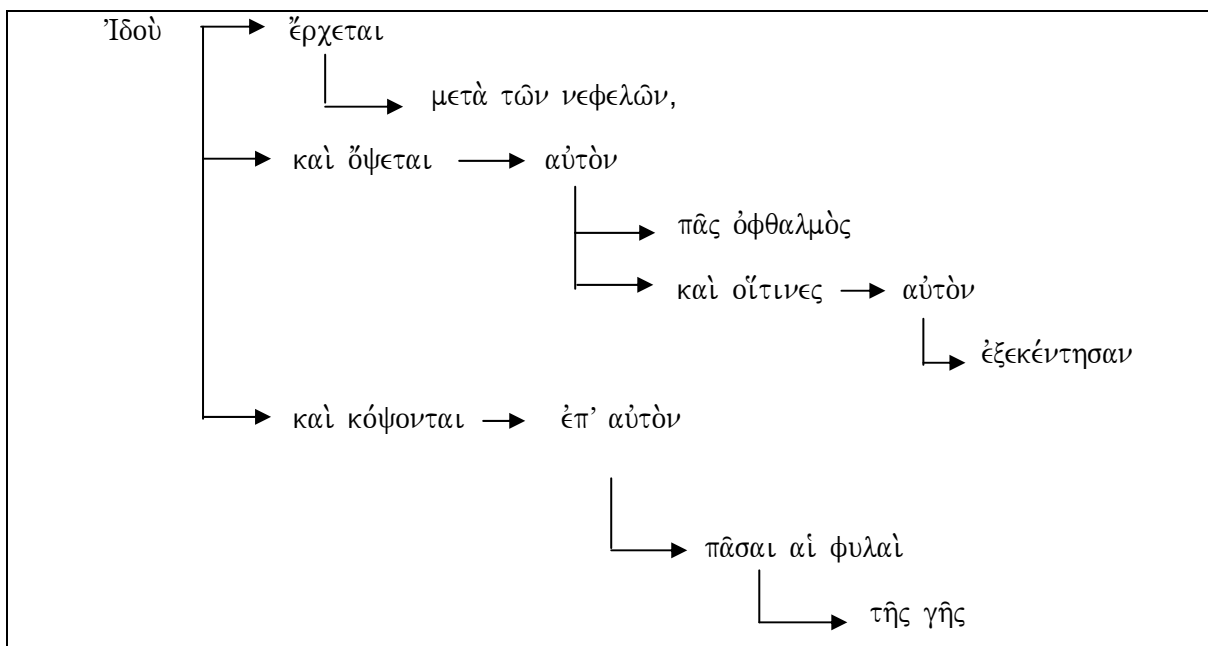 Ἰδοὺ ἔρχεται
μετὰ τῶν νεφελῶν,
καὶ ὄψεται αὐτὸν
πᾶς ὀφθαλμὸς
καὶ οἵτινες αὐτὸν
ἐξεκέντησαν
καὶ κόψονται ἐπ’ αὐτὸν
πᾶσαι αἱ φυλαὶ
τῆς γῆς